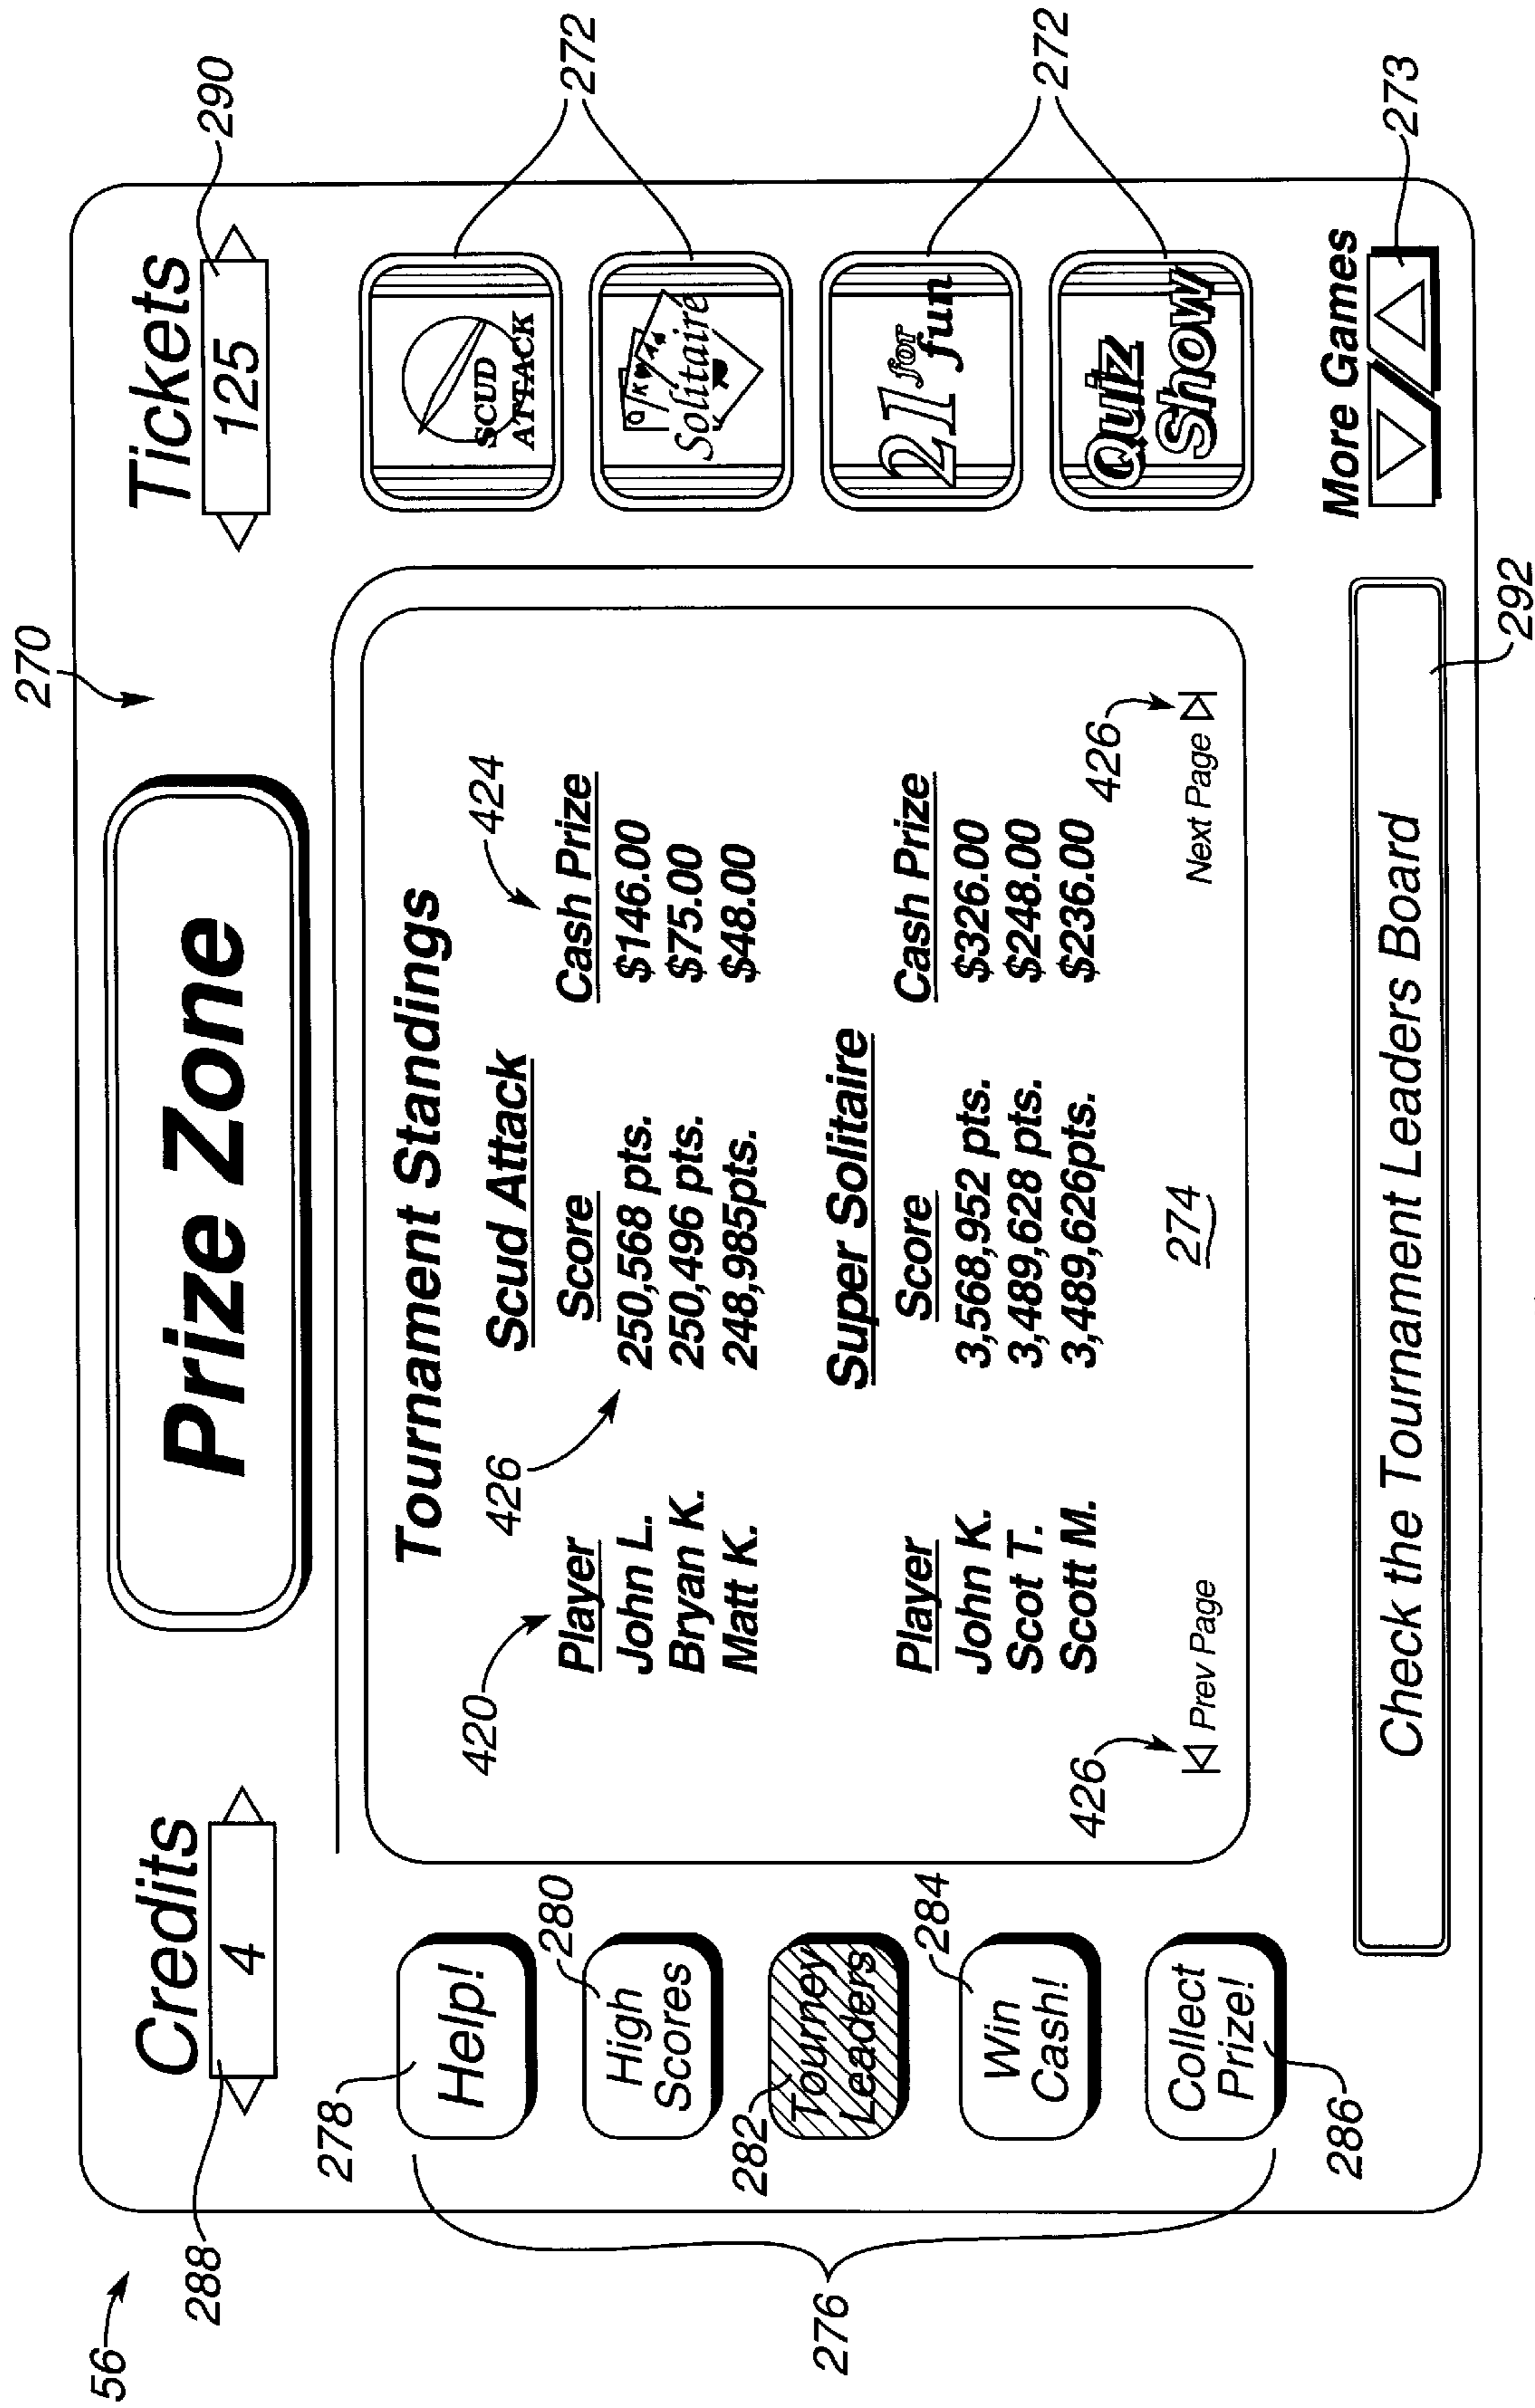 56
270
Credits
4
288
Prize Zone
Tickets
125
290
276
278
Help!
280
High
Scores
282
Tourney
Leaders
284
Win
Cash!
286
Collect
Prize!
Tournament Standings
Scud Attack
420
426
424
Player Score Cash Prize
John L. 250,568 pts. $146.00
Bryan K. 250,496 pts. $75.00
Matt K. 248,985pts. $48.00
Super Solitaire
Player Score Cash Prize
John K. 3,568,952 pts. $326.00
Scot T. 3,489,628 pts. $248.00
Scott M. 3,489,626pts. $236.00
426
Prev Page
274
426
Next Page
SCUD
ATTACK
272
Q K A
Solitaire
21 for
fun
272
Quiz
Show
Check the Tournament Leaders Board
292
More Games
273